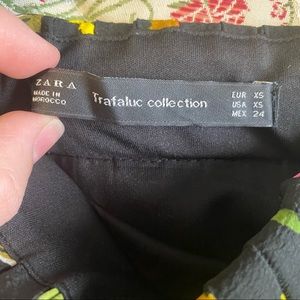 ZARA
MADE IN
MOROCCO
Trafaluc collection
EUR XS
USA XS
MEX 24